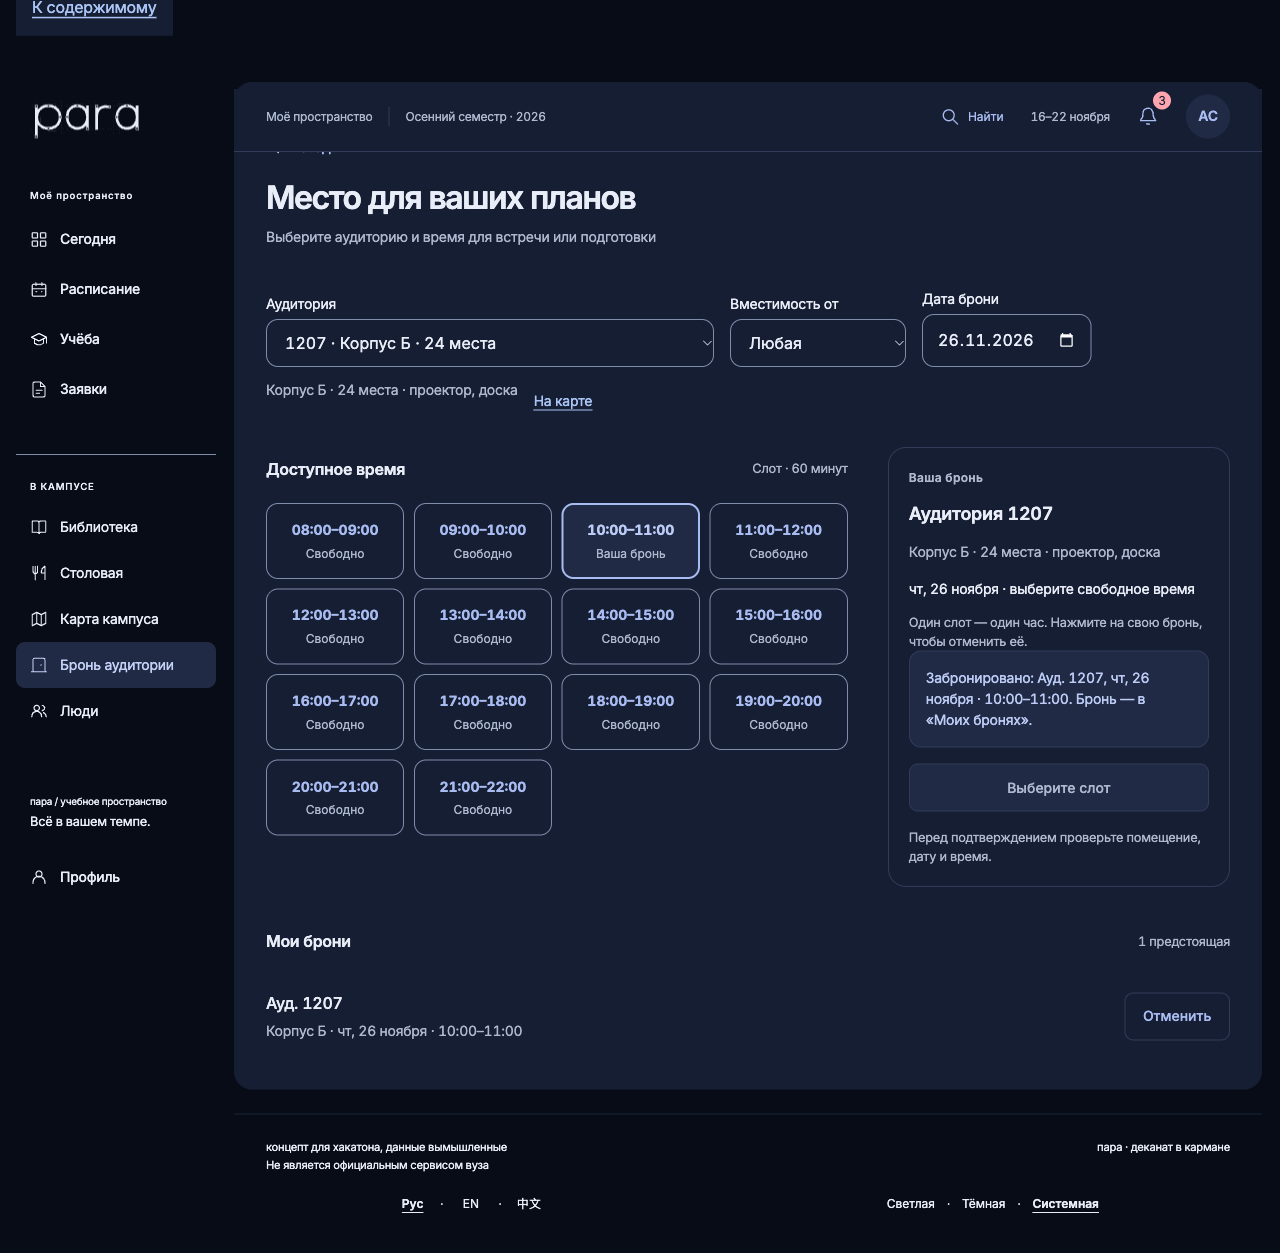 К содержимому
para
Моё пространство
Сегодня
Расписание
Учёба
Заявки
В КАМПУСЕ
Библиотека
Столовая
Карта кампуса
Бронь аудитории
Люди
пара / учебное пространство
Всё в вашем темпе.
Профиль
Моё пространство
Осенний семестр · 2026
Найти
16–22 ноября
3
АС
Место для ваших планов
Выберите аудиторию и время для встречи или подготовки
Аудитория
1207 · Корпус Б · 24 места
Вместимость от
Любая
Дата брони
26.11.2026
Корпус Б · 24 места · проектор, доска
На карте
Доступное время
Слот · 60 минут
08:00–09:00
Свободно
09:00–10:00
Свободно
10:00–11:00
Ваша бронь
11:00–12:00
Свободно
12:00–13:00
Свободно
13:00–14:00
Свободно
14:00–15:00
Свободно
15:00–16:00
Свободно
16:00–17:00
Свободно
17:00–18:00
Свободно
18:00–19:00
Свободно
19:00–20:00
Свободно
20:00–21:00
Свободно
21:00–22:00
Свободно
Ваша бронь
Аудитория 1207
Корпус Б · 24 места · проектор, доска
чт, 26 ноября · выберите свободное время
Один слот — один час. Нажмите на свою бронь,
чтобы отменить её.
Забронировано: Ауд. 1207, чт, 26
ноября · 10:00–11:00. Бронь — в
«Моих бронях».
Выберите слот
Перед подтверждением проверьте помещение,
дату и время.
Мои брони
1 предстоящая
Ауд. 1207
Корпус Б · чт, 26 ноября · 10:00–11:00
Отменить
концепт для хакатона, данные вымышленные
Не является официальным сервисом вуза
пара · деканат в кармане
Рус · EN · 中文
Светлая · Тёмная · Системная